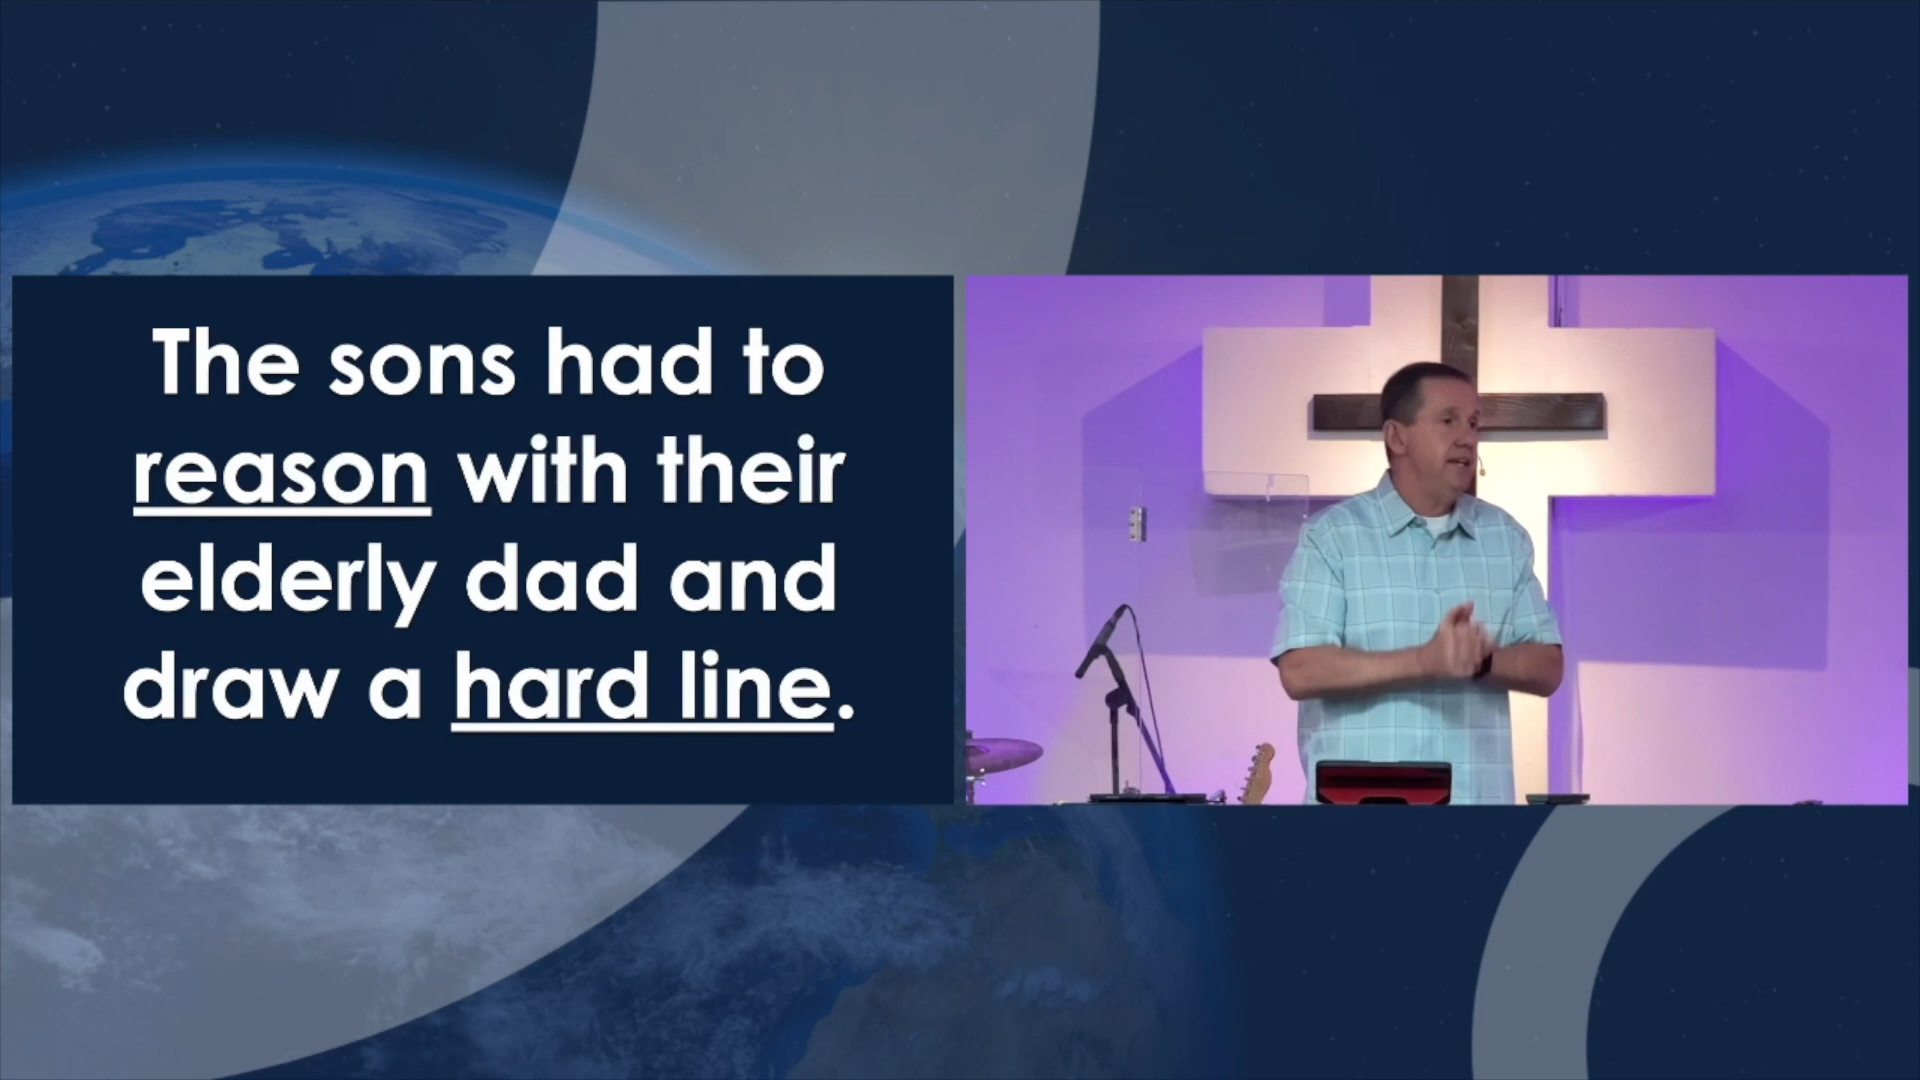 The sons had to
reason with their
elderly dad and
draw a hard line.